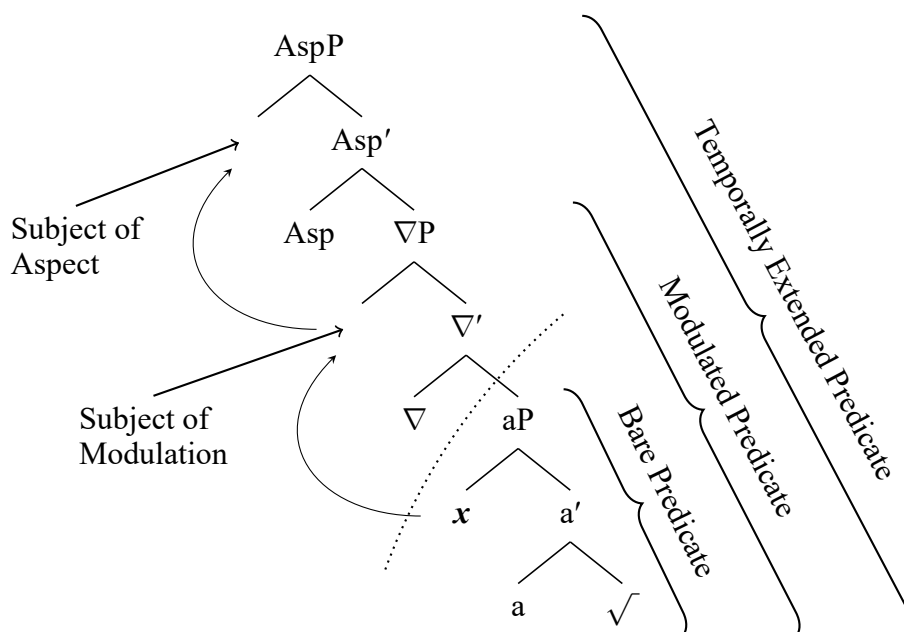 AspP
Asp′
Subject of
Aspect
Asp
∇P
∇′
Subject of
Modulation
∇
aP
x
a′
a
√
Bare Predicate
Modulated Predicate
Temporally Extended Predicate